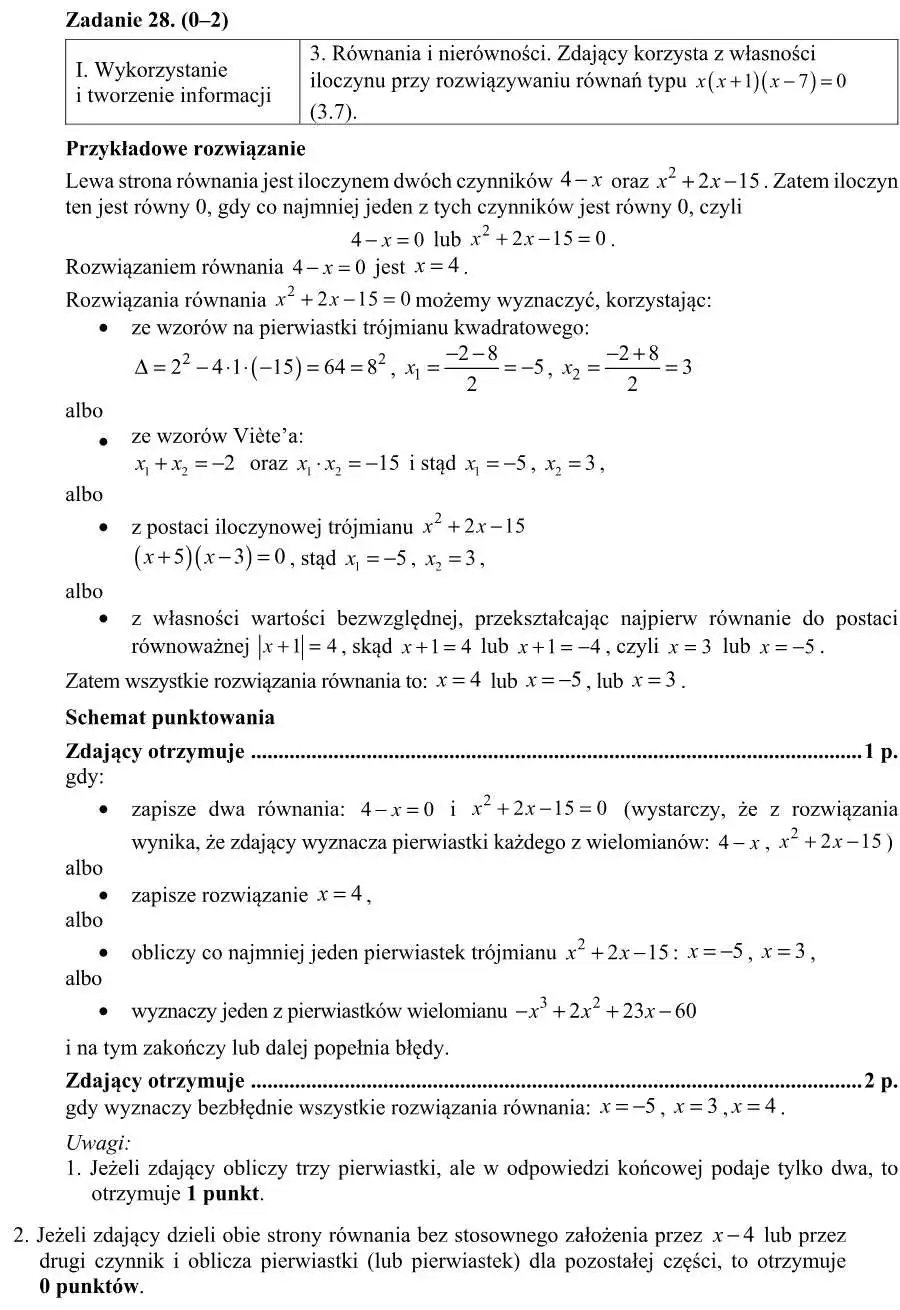 Zadanie 28. (0–2)
I. Wykorzystanie
i tworzenie informacji
3. Równania i nierówności. Zdający korzysta z własności
iloczynu przy rozwiązywaniu równań typu x(x+1)(x−7)=0
(3.7).
Przykładowe rozwiązanie
Lewa strona równania jest iloczynem dwóch czynników 4−x oraz x²+2x−15. Zatem iloczyn
ten jest równy 0, gdy co najmniej jeden z tych czynników jest równy 0, czyli
4−x=0 lub x²+2x−15=0.
Rozwiązaniem równania 4−x=0 jest x=4.
Rozwiązania równania x²+2x−15=0 możemy wyznaczyć, korzystając:
• ze wzorów na pierwiastki trójmianu kwadratowego:
Δ=2²−4·1·(−15)=64=8², x₁=(−2−8)/2=−5, x₂=(−2+8)/2=3
albo
• ze wzorów Viète’a:
x₁+x₂=−2 oraz x₁·x₂=−15 i stąd x₁=−5, x₂=3,
albo
• z postaci iloczynowej trójmianu x²+2x−15
(x+5)(x−3)=0, stąd x₁=−5, x₂=3,
albo
• z własności wartości bezwzględnej, przekształcając najpierw równanie do postaci
równoważnej |x+1|=4, skąd x+1=4 lub x+1=−4, czyli x=3 lub x=−5.
Zatem wszystkie rozwiązania równania to: x=4 lub x=−5, lub x=3.
Schemat punktowania
Zdający otrzymuje ............................................................................................................... 1 p.
gdy:
• zapisze dwa równania: 4−x=0 i x²+2x−15=0 (wystarczy, że z rozwiązania
wynika, że zdający wyznacza pierwiastki każdego z wielomianów: 4−x, x²+2x−15)
albo
• zapisze rozwiązanie x=4,
albo
• obliczy co najmniej jeden pierwiastek trójmianu x²+2x−15: x=−5, x=3,
albo
• wyznaczy jeden z pierwiastków wielomianu −x³+2x²+23x−60
i na tym zakończy lub dalej popełnia błędy.
Zdający otrzymuje ............................................................................................................... 2 p.
gdy wyznaczy bezbłędnie wszystkie rozwiązania równania: x=−5, x=3, x=4.
Uwagi:
1. Jeżeli zdający obliczy trzy pierwiastki, ale w odpowiedzi końcowej podaje tylko dwa, to
otrzymuje 1 punkt.
2. Jeżeli zdający dzieli obie strony równania bez stosownego założenia przez x−4 lub przez
drugi czynnik i oblicza pierwiastki (lub pierwiastek) dla pozostałej części, to otrzymuje
0 punktów.